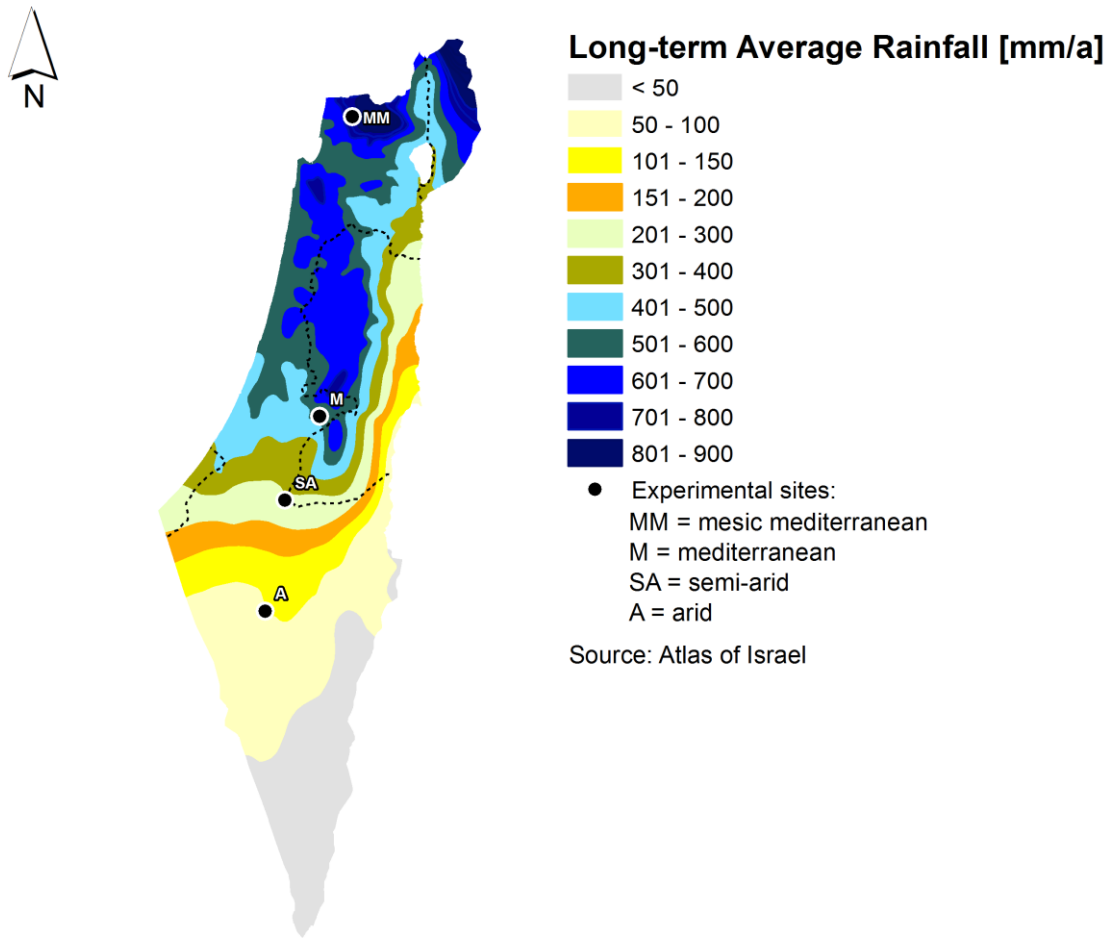 N
MM
M
SA
A
Long-term Average Rainfall [mm/a]
< 50
50 - 100
101 - 150
151 - 200
201 - 300
301 - 400
401 - 500
501 - 600
601 - 700
701 - 800
801 - 900
Experimental sites:
MM = mesic mediterranean
M = mediterranean
SA = semi-arid
A = arid
Source: Atlas of Israel